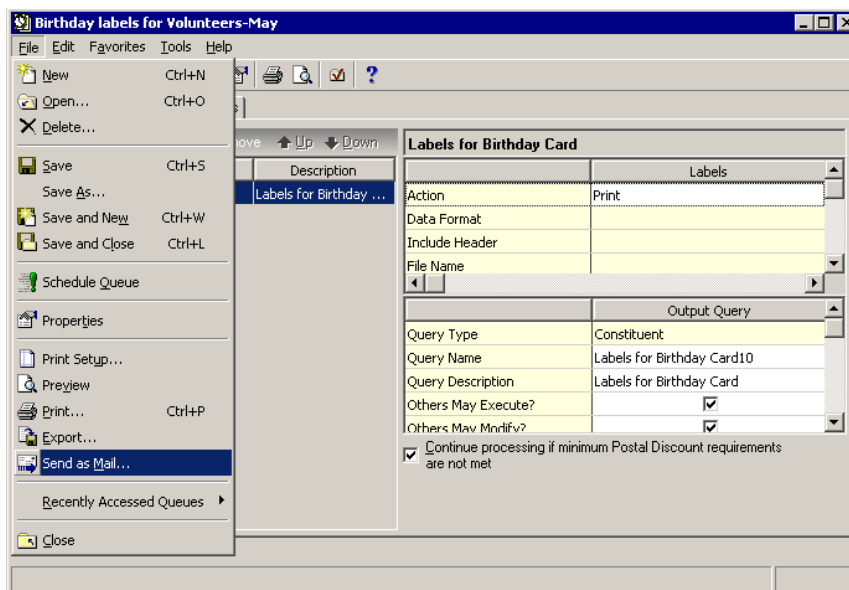 Birthday labels for Volunteers-May
File Edit Favorites Tools Help
New Ctrl+N
Open... Ctrl+O
Delete...
Save Ctrl+S
Save As...
Save and New Ctrl+W
Save and Close Ctrl+L
Schedule Queue
Properties
Print Setup...
Preview
Print... Ctrl+P
Export...
Send as Mail...
Recently Accessed Queues
Close
Up Down
Description
Labels for Birthday ...
Labels for Birthday Card
Labels
Action Print
Data Format
Include Header
File Name
Output Query
Query Type Constituent
Query Name Labels for Birthday Card10
Query Description Labels for Birthday Card
Others May Execute?
Others May Modify?
Continue processing if minimum Postal Discount requirements
are not met